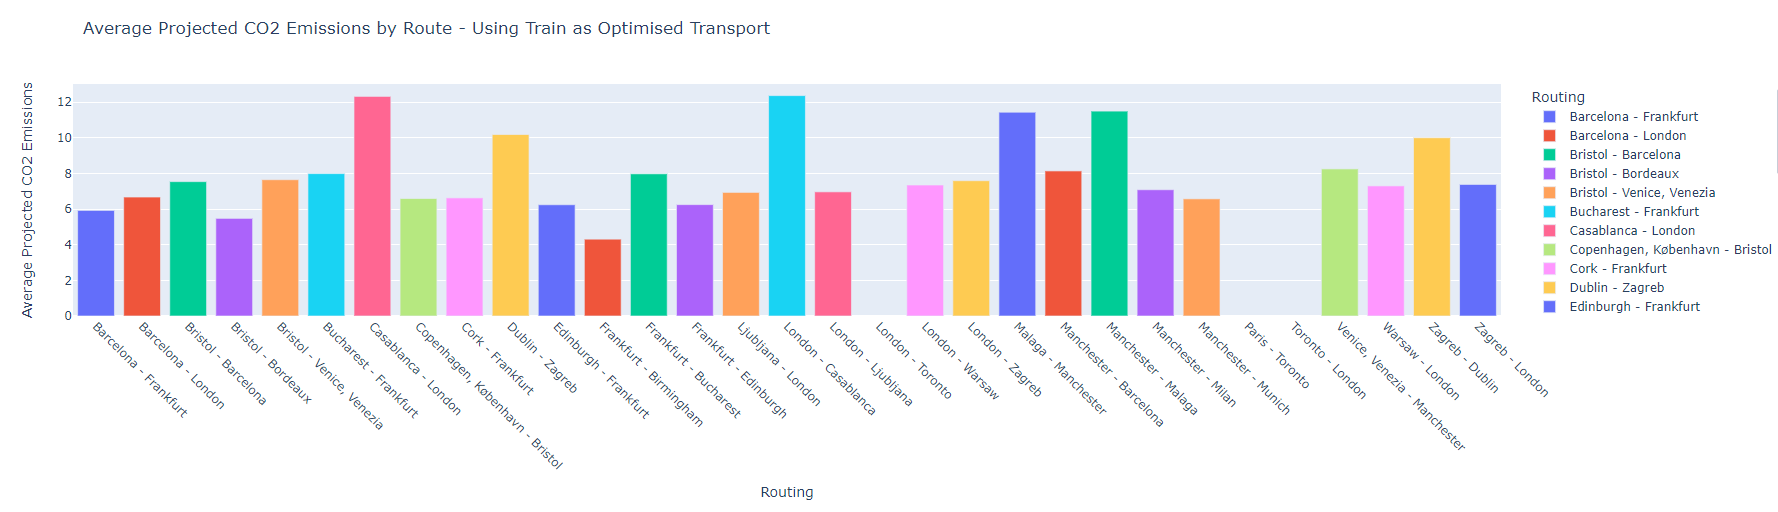 Average Projected CO2 Emissions by Route - Using Train as Optimised Transport
Average Projected CO2 Emissions
12
10
8
6
4
2
0
Barcelona - Frankfurt
Barcelona - London
Bristol - Barcelona
Bristol - Bordeaux
Bristol - Venice, Venezia
Bucharest - Frankfurt
Casablanca - London
Copenhagen, København - Bristol
Cork - Frankfurt
Dublin - Zagreb
Edinburgh - Frankfurt
Frankfurt - Birmingham
Frankfurt - Bucharest
Frankfurt - Edinburgh
Ljubljana - London
London - Casablanca
London - Ljubljana
London - Toronto
London - Warsaw
London - Zagreb
Malaga - Manchester
Manchester - Barcelona
Manchester - Malaga
Manchester - Milan
Manchester - Munich
Paris - Toronto
Toronto - London
Venice, Venezia - Manchester
Warsaw - London
Zagreb - Dublin
Zagreb - London
Routing
Routing
Barcelona - Frankfurt
Barcelona - London
Bristol - Barcelona
Bristol - Bordeaux
Bristol - Venice, Venezia
Bucharest - Frankfurt
Casablanca - London
Copenhagen, København - Bristol
Cork - Frankfurt
Dublin - Zagreb
Edinburgh - Frankfurt